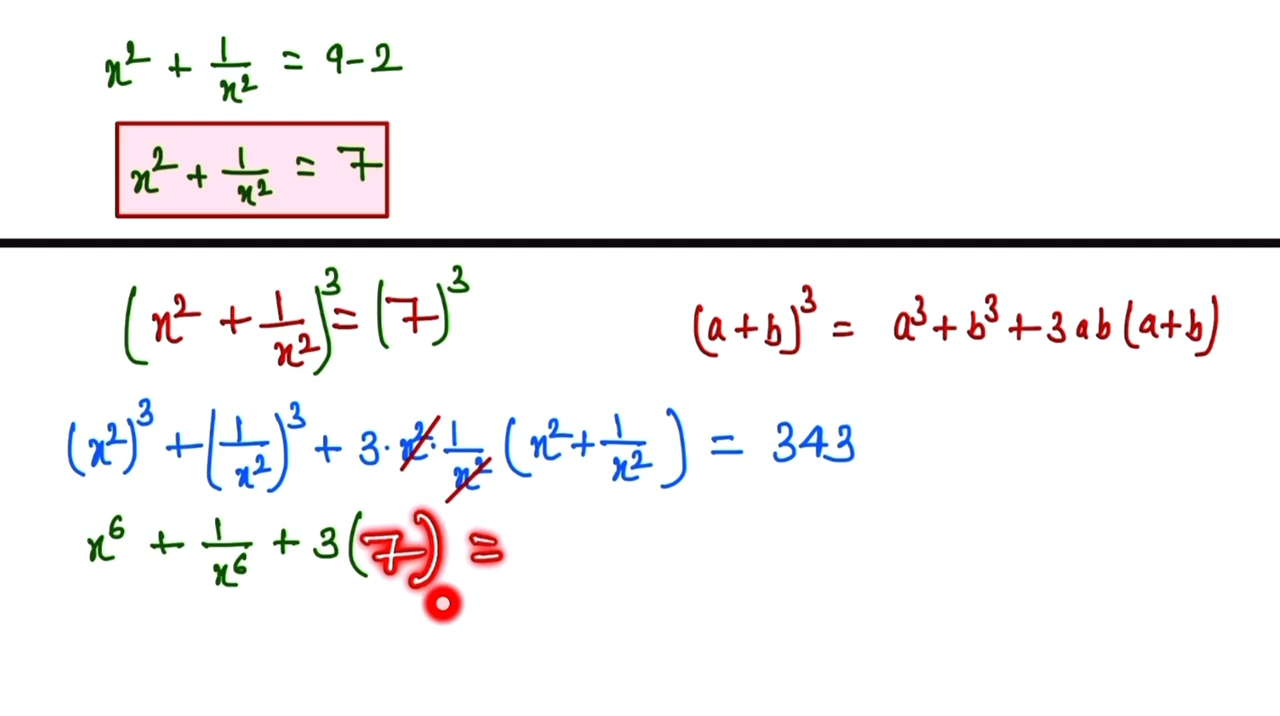 x² + 1/x² = 9-2
x² + 1/x² = 7
(x² + 1/x²)³ = (7)³
(a+b)³ = a³+b³+3ab(a+b)
(x²)³ + (1/x²)³ + 3·x²·1/x² (x²+1/x²) = 343
x⁶ + 1/x⁶ + 3(7) =